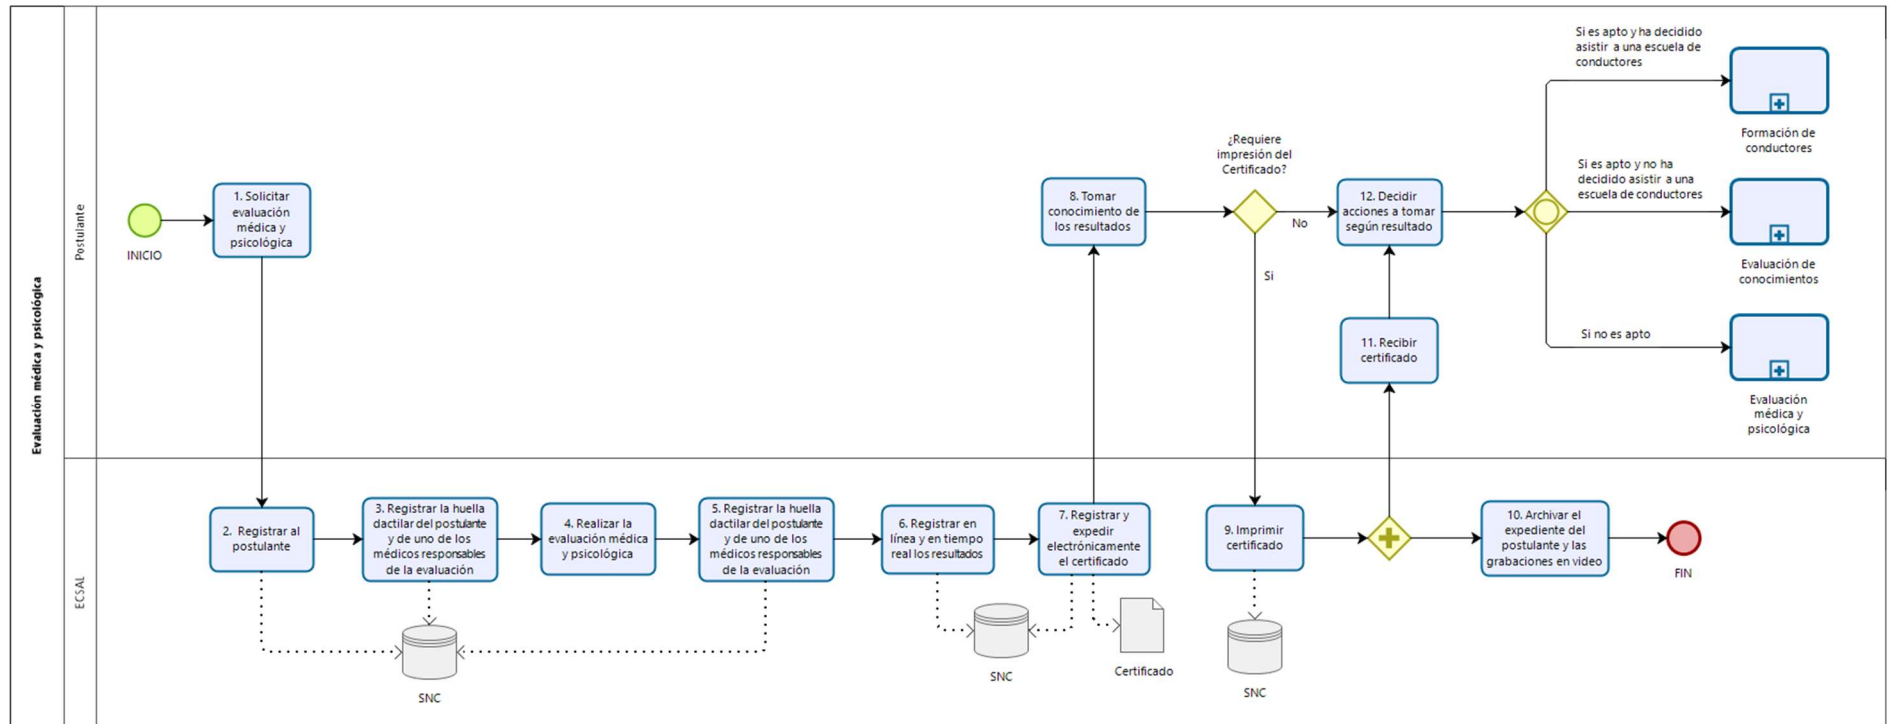 Evaluación médica y psicológica
Postulante
INICIO
1. Solicitar
evaluación
médica y
psicológica
8. Tomar
conocimiento de
los resultados
¿Requiere
impresión del
Certificado?
No
Si
12. Decidir
acciones a tomar
según resultado
11. Recibir
certificado
Si es apto y ha decidido
asistir a una escuela de
conductores
Formación de
conductores
Si es apto y no ha
decidido asistir a una
escuela de conductores
Evaluación de
conocimientos
Si no es apto
Evaluación
médica y
psicológica
ECSAL
2. Registrar al
postulante
3. Registrar la huella
dactilar del postulante
y de uno de los
médicos responsables
de la evaluación
4. Realizar la
evaluación médica
y psicológica
5. Registrar la huella
dactilar del postulante
y de uno de los
médicos responsables
de la evaluación
6. Registrar en
línea y en tiempo
real los resultados
7. Registrar y
expedir
electrónicamente
el certificado
9. Imprimir
certificado
10. Archivar el
expediente del
postulante y las
grabaciones en video
FIN
SNC
SNC
Certificado
SNC